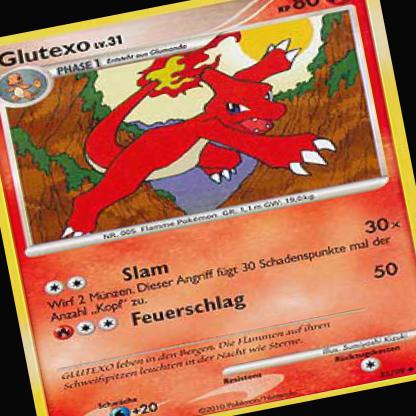 Glutexo LV.31
KP 80
PHASE 1 Entsteht aus Glumanda
NR. 005 Flamme Pokémon GR: 1,1 m GW: 19,0 kg
Slam 30×
Wirf 2 Münzen. Dieser Angriff fügt 30 Schadenspunkte mal der
Anzahl „Kopf" zu.
Feuerschlag 50
GLUTEXO leben in den Bergen. Die Flammen auf ihren
Schweifspitzen leuchten in der Nacht wie Sterne.
Illus. Sumiyoshi Kizuki
Schwäche Resistenz Rückzugskosten
+20
©2010 Pokémon/Nintendo